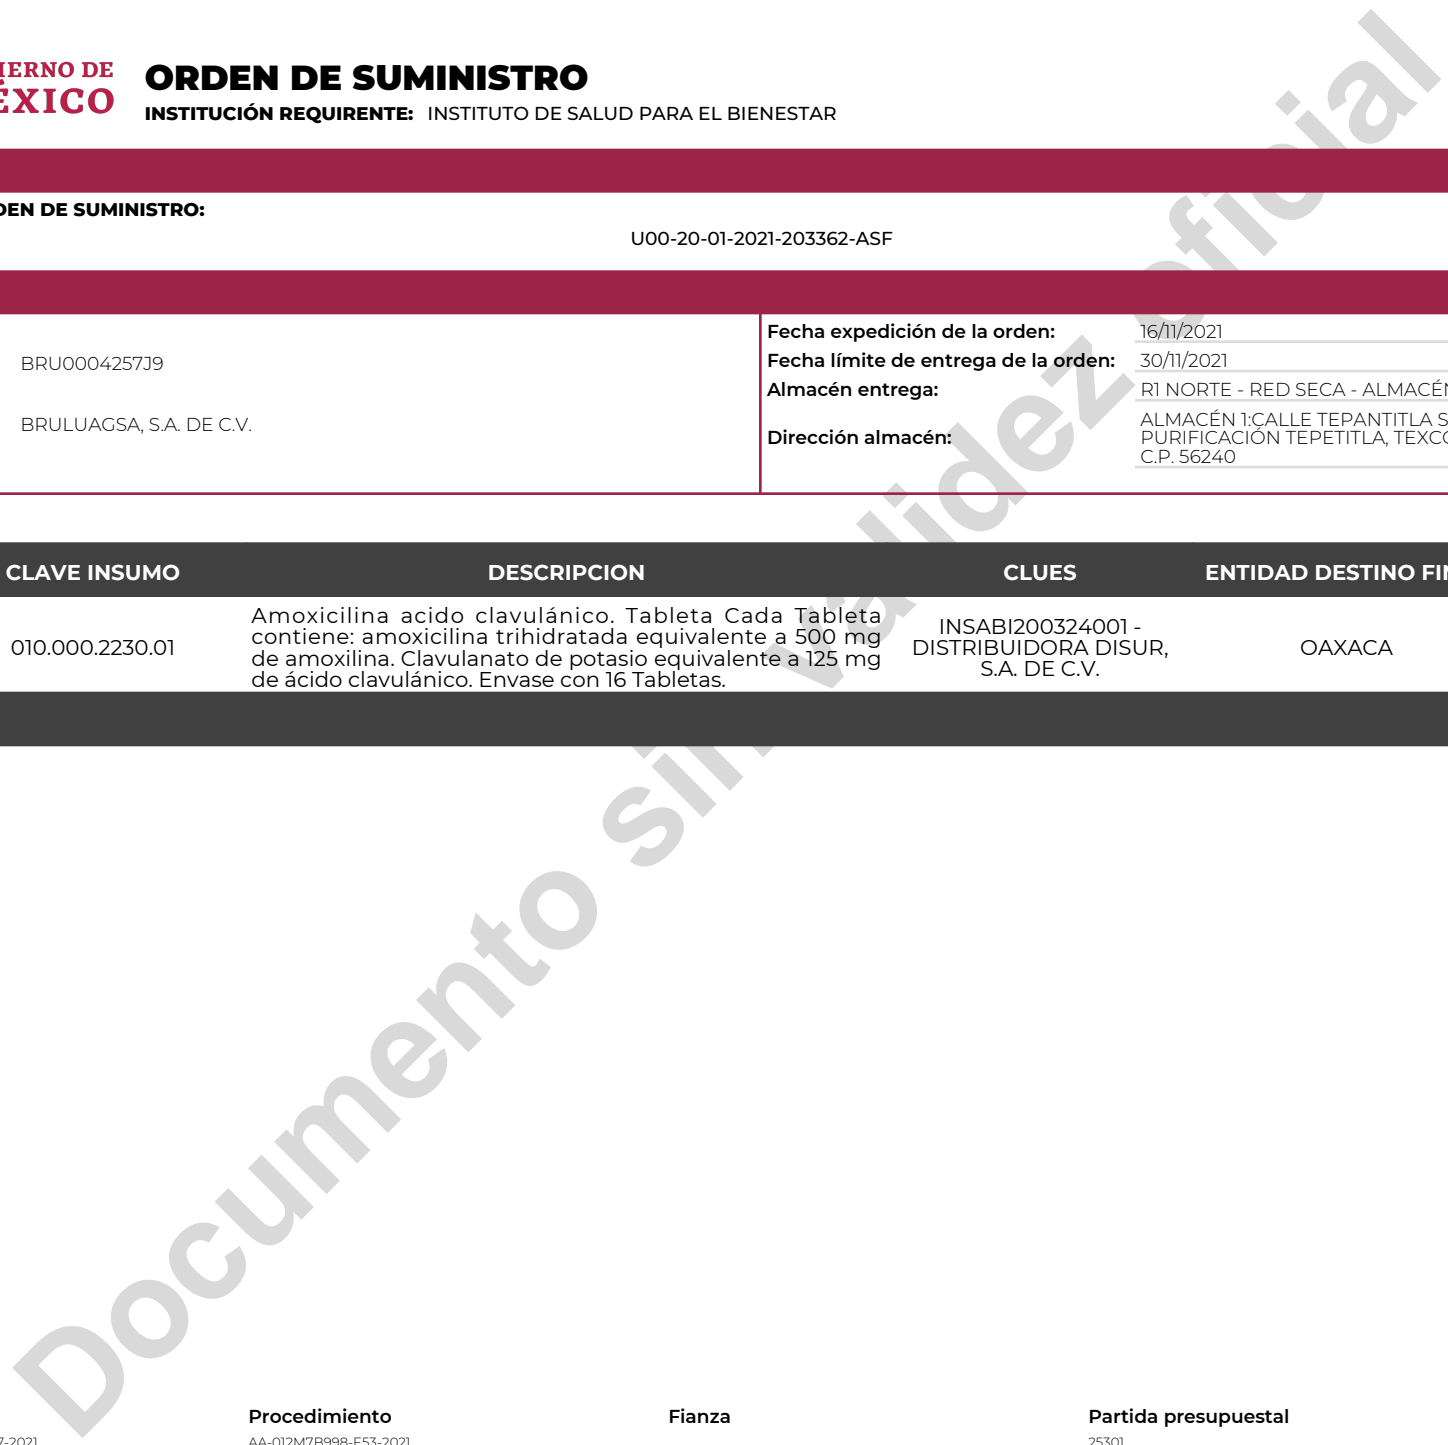 ORDEN DE SUMINISTRO
INSTITUCIÓN REQUIRENTE: INSTITUTO DE SALUD PARA EL BIENESTAR
DE
ÉXICO
DE SUMINISTRO:
U00-20-01-2021-203362-ASF
BRU0004257J9
BRULUAGSA, S.A. DE C.V.
Fecha expedición de la orden: 16/11/2021
Fecha límite de entrega de la orden: 30/11/2021
Almacén entrega: R1 NORTE - RED SECA - ALMACÉN
Dirección almacén:
ALMACÉN 1:CALLE TEPANTITLA
PURIFICACIÓN TEPETITLA,
C.P. 56240
CLAVE INSUMO DESCRIPCION CLUES ENTIDAD DESTINO
010.000.2230.01
Amoxicilina acido clavulánico. Tableta Cada Tableta
contiene: amoxicilina trihidratada equivalente a 500 mg
de amoxilina. Clavulanato de potasio equivalente a 125 mg
de ácido clavulánico. Envase con 16 Tabletas.
INSABI200324001 -
DISTRIBUIDORA DISUR,
S.A. DE C.V.
OAXACA
Documento sin validez oficial
Procedimiento Fianza Partida presupuestal
AA-012M7B998-E53-2021 25301